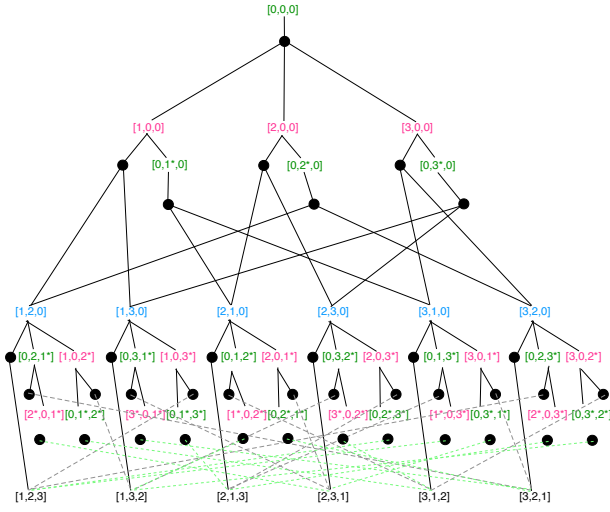 [0,0,0]
[1,0,0] [2,0,0] [3,0,0]
[0,1*,0] [0,2*,0] [0,3*,0]
[1,2,0] [1,3,0] [2,1,0] [2,3,0] [3,1,0] [3,2,0]
[0,2,1*] [1,0,2*] [0,3,1*] [1,0,3*] [0,1,2*] [2,0,1*] [0,3,2*] [2,0,3*] [0,1,3*] [3,0,1*] [0,2,3*] [3,0,2*]
[2*,0,1*] [0,1*,2*] [3*,0,1*] [0,1*,3*] [1*,0,2*] [0,2*,1*] [3*,0,2*] [0,2*,3*] [1*,0,3*] [0,3*,1*] [2*,0,3*] [0,3*,2*]
[1,2,3] [1,3,2] [2,1,3] [2,3,1] [3,1,2] [3,2,1]